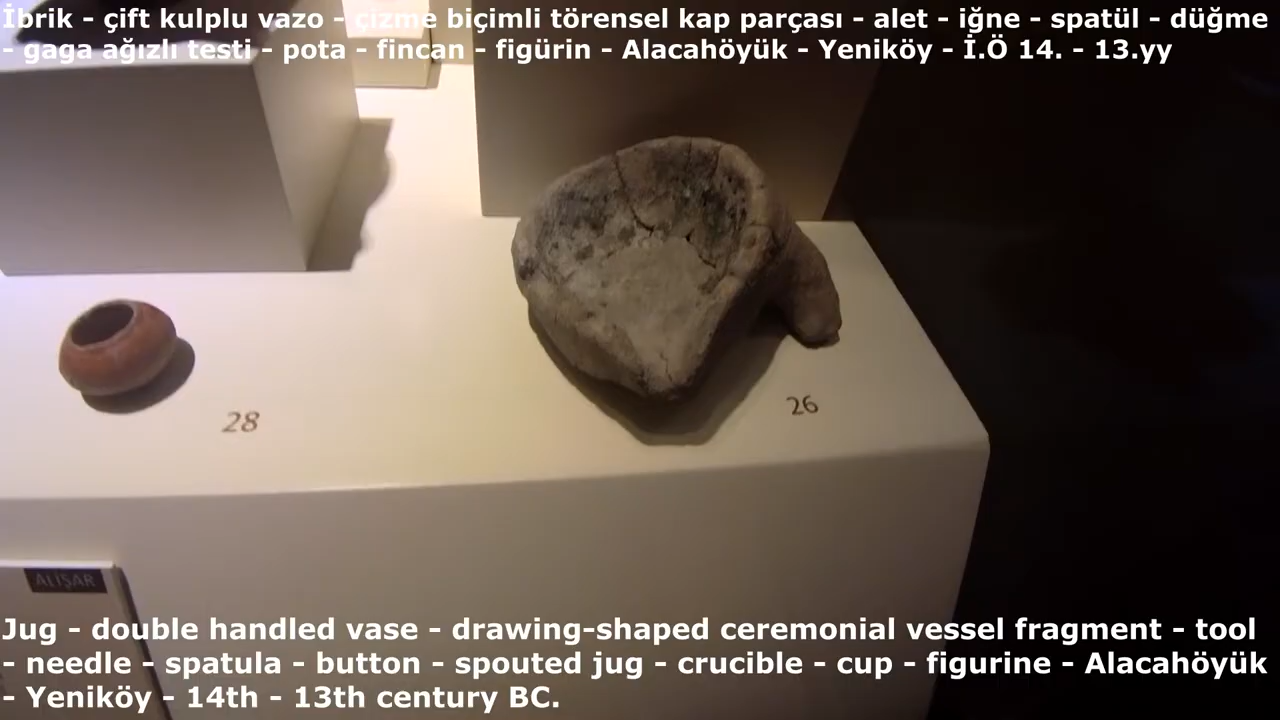 İbrik - çift kulplu vazo - çizme biçimli törensel kap parçası - alet - iğne - spatül - düğme
- gaga ağızlı testi - pota - fincan - figürin - Alacahöyük - Yeniköy - İ.Ö 14. - 13.yy
28
26
ALİŞAR
Jug - double handled vase - drawing-shaped ceremonial vessel fragment - tool
- needle - spatula - button - spouted jug - crucible - cup - figurine - Alacahöyük
- Yeniköy - 14th - 13th century BC.